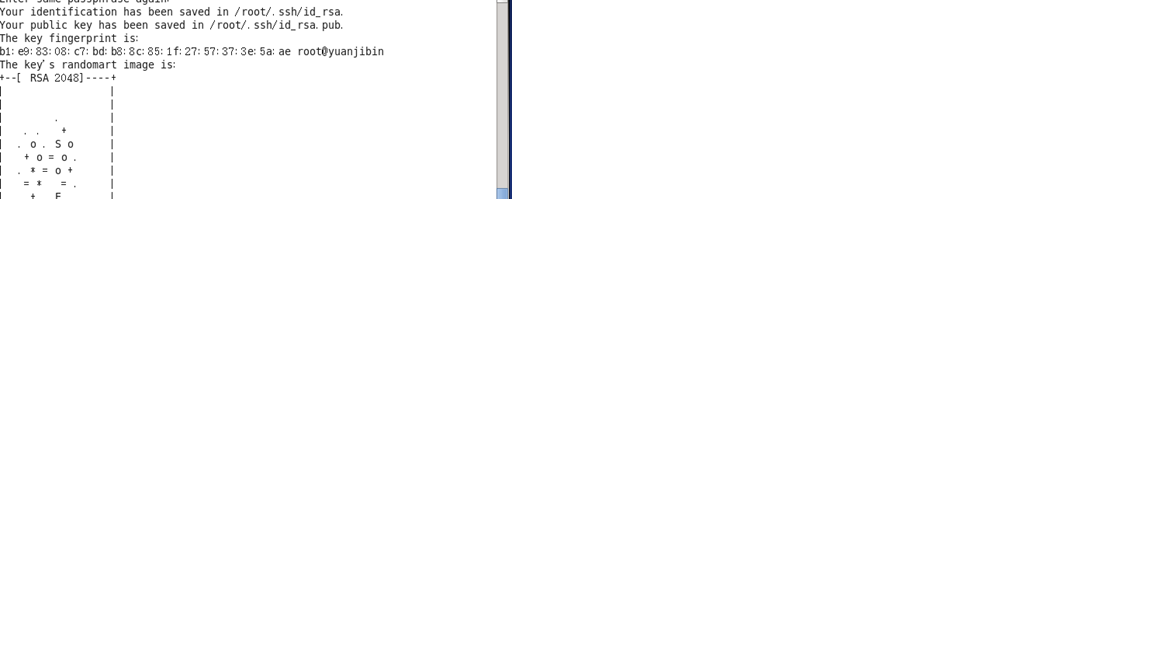 Enter same passphrase again:
Your identification has been saved in /root/.ssh/id_rsa.
Your public key has been saved in /root/.ssh/id_rsa.pub.
The key fingerprint is:
b1:e9:83:08:c7:bd:b8:8c:85:1f:27:57:37:3e:5a:ae root@yuanjibin
The key's randomart image is:
+--[ RSA 2048]----+
|                 |
|                 |
|         .       |
|    . .   +      |
|   . o . S o     |
|    + o = o .    |
|   . * = o +     |
|    = *   = .    |
|     +   E       |